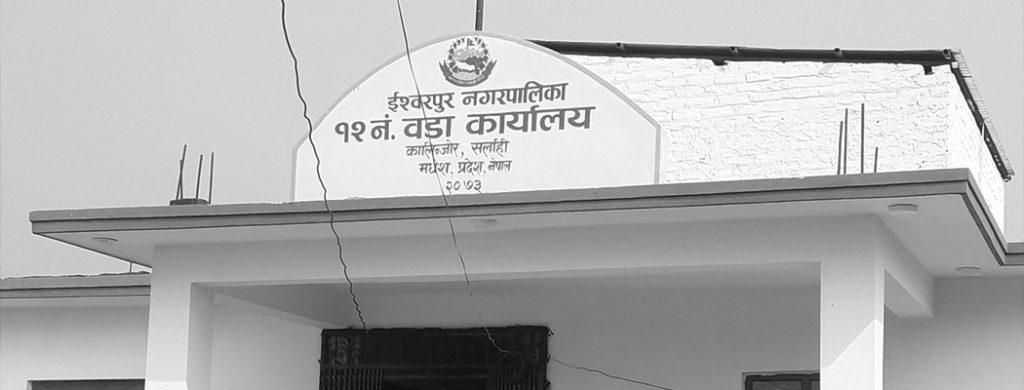 ईश्वरपुर नगरपालिका
१२ नं. वडा कार्यालय
कालिन्जोर, सर्लाही
मधेश, प्रदेश, नेपाल
२०७३